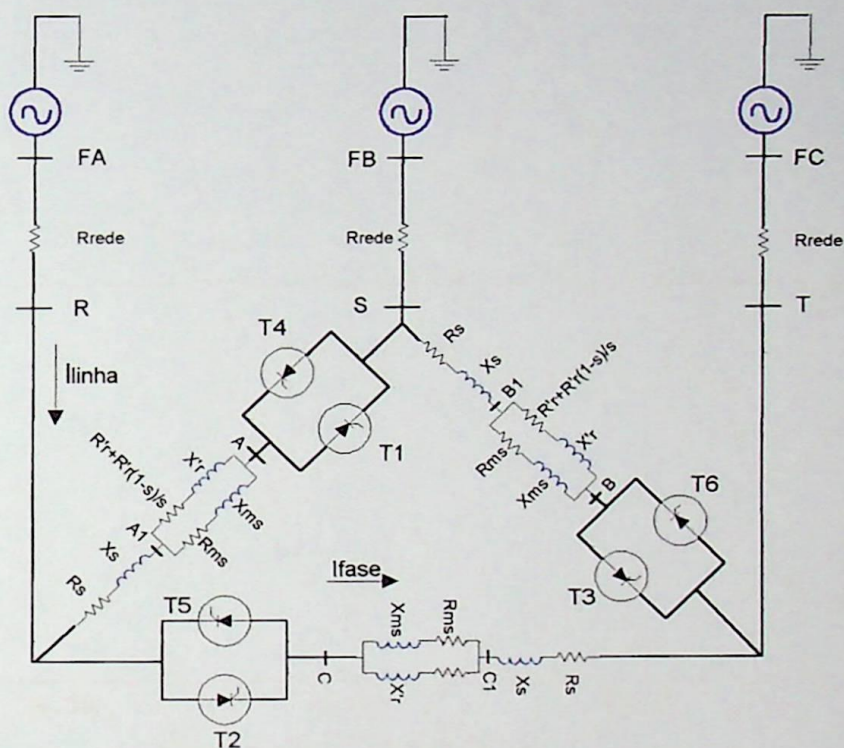 FA
FB
FC
Rrede
Rrede
Rrede
R
S
T
Ilinha
T4
T1
Rs
Xs
B1
R'r+R'r(1-s)/s
X'r
Rms
Xms
B
T6
T3
A
X'r
R'r+R'r(1-s)/s
A1
Xms
Rms
Xs
Rs
Ifase
T5
T2
C
Xms
Rms
X'r
C1
Xs
Rs